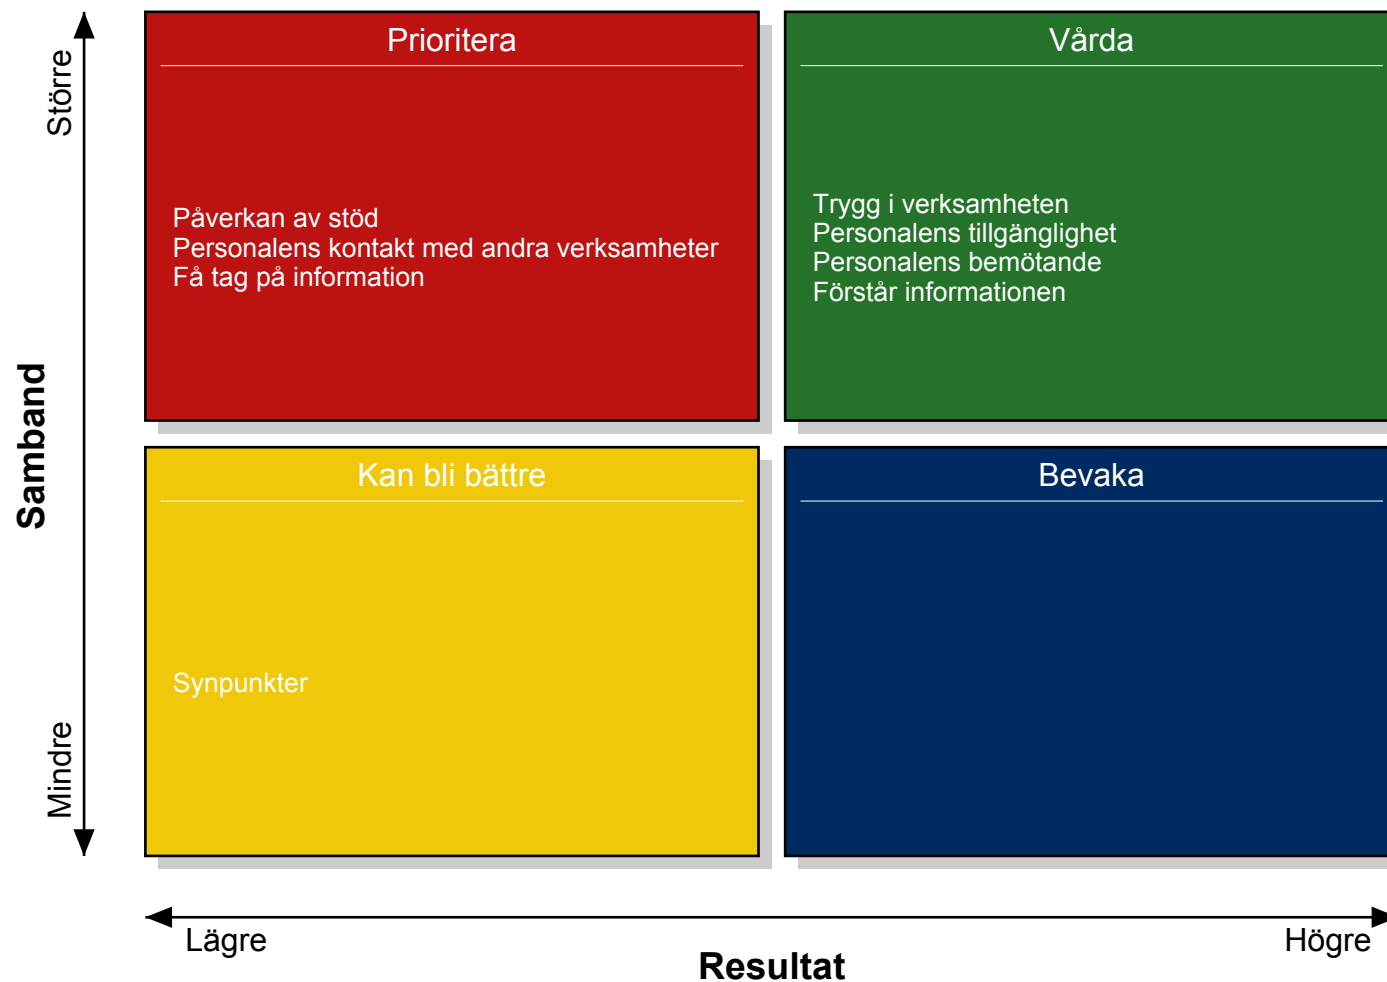 Större
Samband
Mindre
Prioritera
Påverkan av stöd
Personalens kontakt med andra verksamheter
Få tag på information
Vårda
Trygg i verksamheten
Personalens tillgänglighet
Personalens bemötande
Förstår informationen
Kan bli bättre
Synpunkter
Bevaka
Lägre
Högre
Resultat